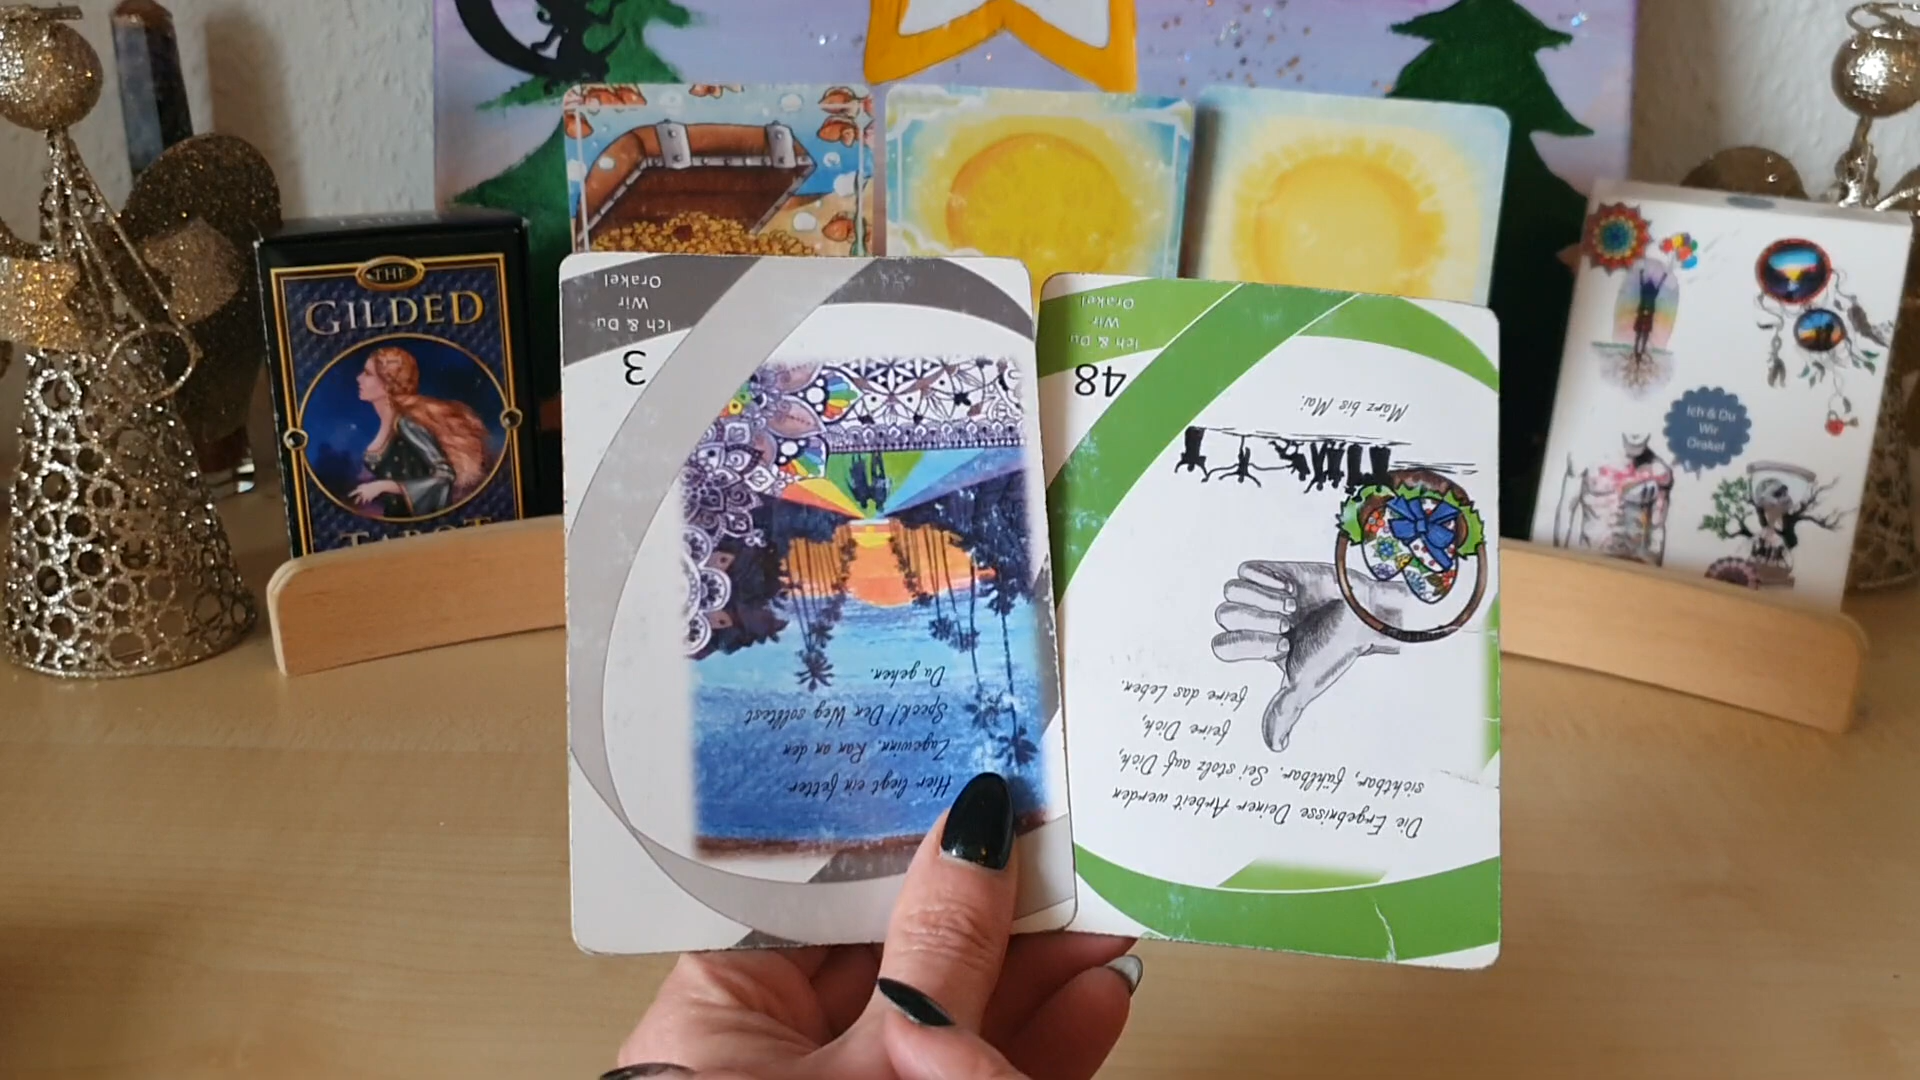 THE
GILDED
TAROT
Hier liegt ein fetter
Zugewinn. Ran an den
Speck! Den Weg solltest
Du gehen.
3
Ich & Du
Wir
Orakel
Die Ergebnisse Deiner Arbeit werden
sichtbar, fühlbar. Sei stolz auf Dich,
feire Dich,
feire das Leben.
März bis Mai.
48
Ich & Du
Wir
Orakel
Ich & Du
Wir
Orakel